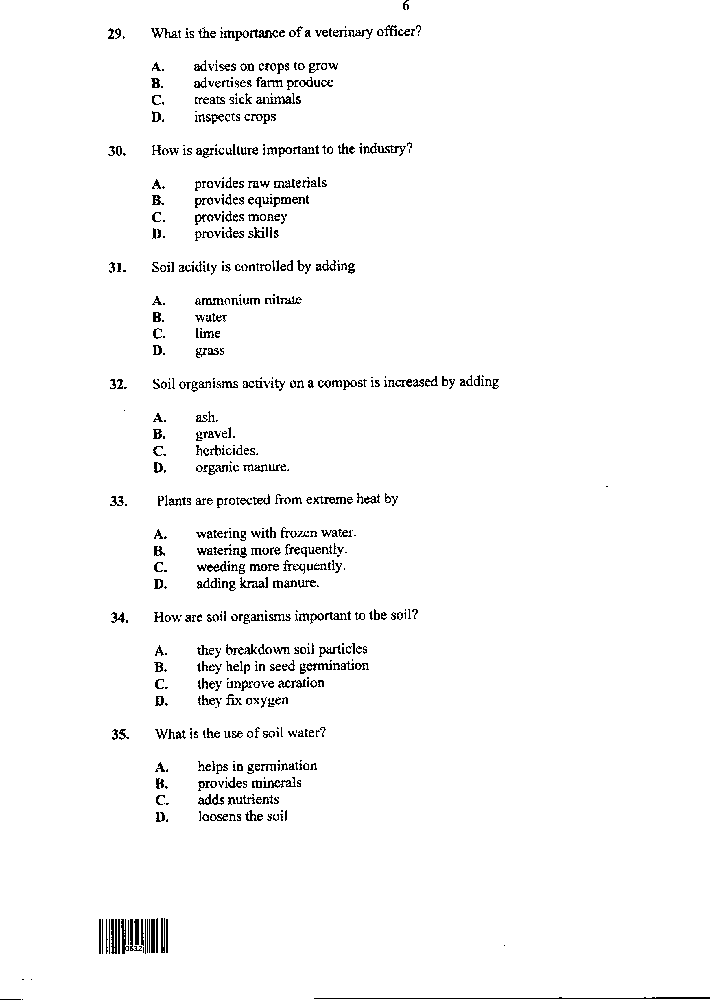 6
29. What is the importance of a veterinary officer?
A. advises on crops to grow
B. advertises farm produce
C. treats sick animals
D. inspects crops
30. How is agriculture important to the industry?
A. provides raw materials
B. provides equipment
C. provides money
D. provides skills
31. Soil acidity is controlled by adding
A. ammonium nitrate
B. water
C. lime
D. grass
32. Soil organisms activity on a compost is increased by adding
A. ash.
B. gravel.
C. herbicides.
D. organic manure.
33. Plants are protected from extreme heat by
A. watering with frozen water.
B. watering more frequently.
C. weeding more frequently.
D. adding kraal manure.
34. How are soil organisms important to the soil?
A. they breakdown soil particles
B. they help in seed germination
C. they improve aeration
D. they fix oxygen
35. What is the use of soil water?
A. helps in germination
B. provides minerals
C. adds nutrients
D. loosens the soil
0612